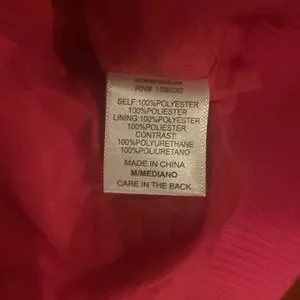 RN# 158030
SELF:100%POLYESTER
100%POLIESTER
LINING:100%POLYESTER
100%POLIESTER
CONTRAST:
100%POLYURETHANE
100%POLIURETANO
MADE IN CHINA
M/MEDIANO
CARE IN THE BACK